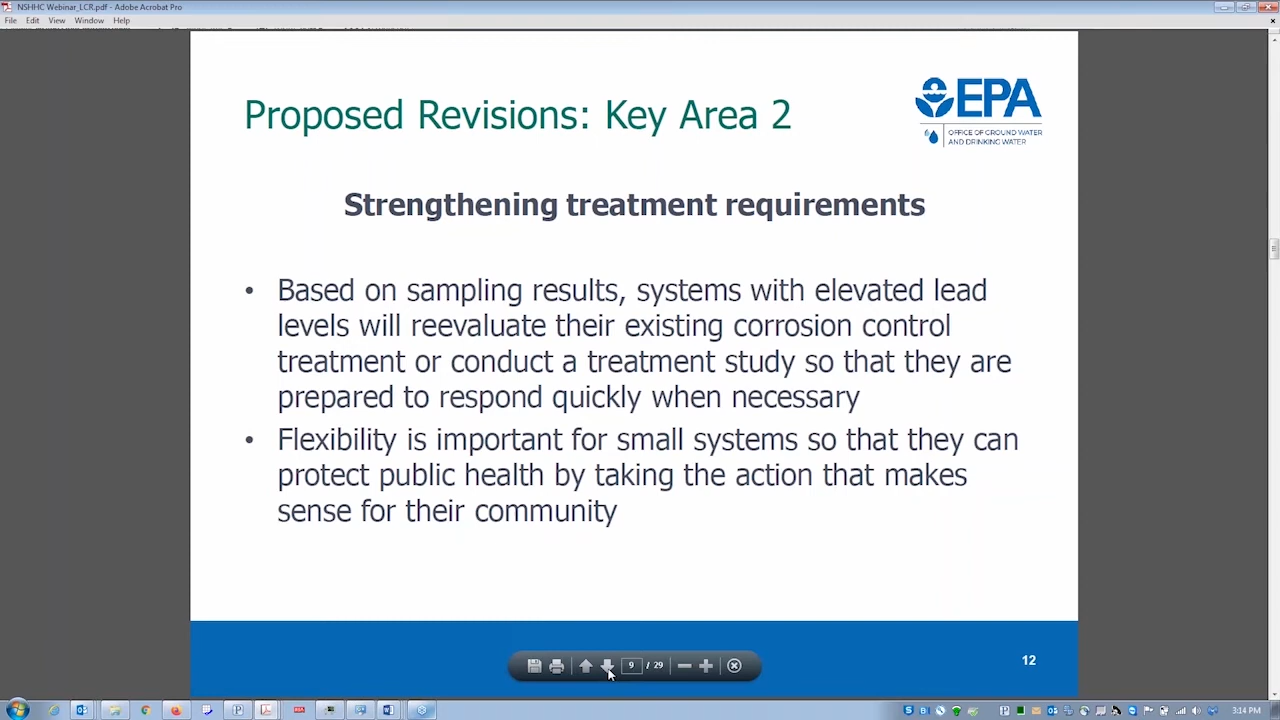 NSHHC Webinar_LCR.pdf - Adobe Acrobat Pro
File Edit View Window Help
Proposed Revisions: Key Area 2
EPA
OFFICE OF GROUND WATER
AND DRINKING WATER
Strengthening treatment requirements
• Based on sampling results, systems with elevated lead
levels will reevaluate their existing corrosion control
treatment or conduct a treatment study so that they are
prepared to respond quickly when necessary
• Flexibility is important for small systems so that they can
protect public health by taking the action that makes
sense for their community
9 / 29
12
3:14 PM